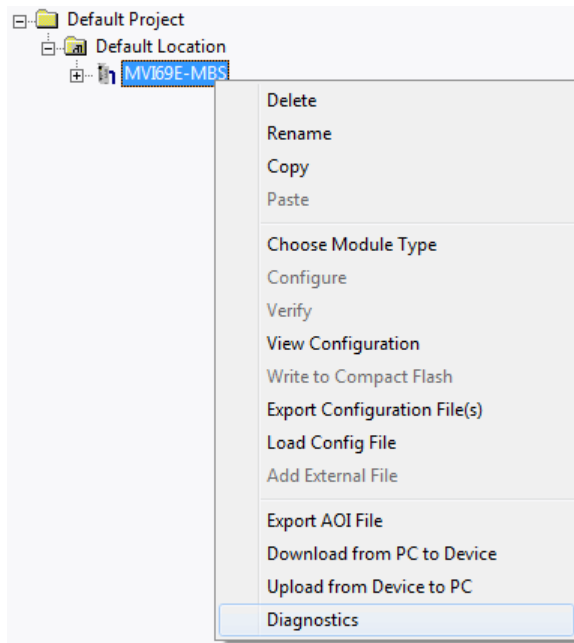 Default Project
Default Location
MVI69E-MBS
Delete
Rename
Copy
Paste
Choose Module Type
Configure
Verify
View Configuration
Write to Compact Flash
Export Configuration File(s)
Load Config File
Add External File
Export AOI File
Download from PC to Device
Upload from Device to PC
Diagnostics